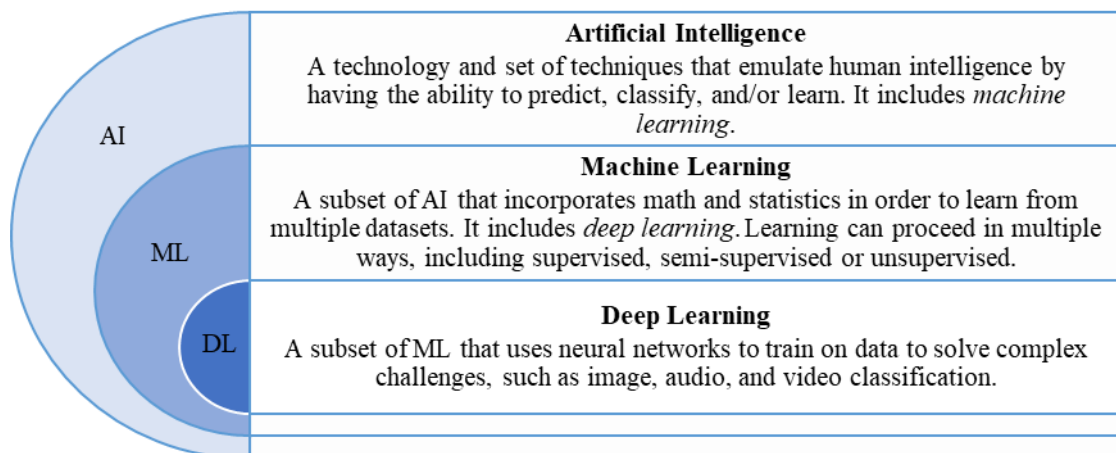 AI
ML
DL
Artificial Intelligence
A technology and set of techniques that emulate human intelligence by
having the ability to predict, classify, and/or learn. It includes machine
learning.
Machine Learning
A subset of AI that incorporates math and statistics in order to learn from
multiple datasets. It includes deep learning. Learning can proceed in multiple
ways, including supervised, semi-supervised or unsupervised.
Deep Learning
A subset of ML that uses neural networks to train on data to solve complex
challenges, such as image, audio, and video classification.